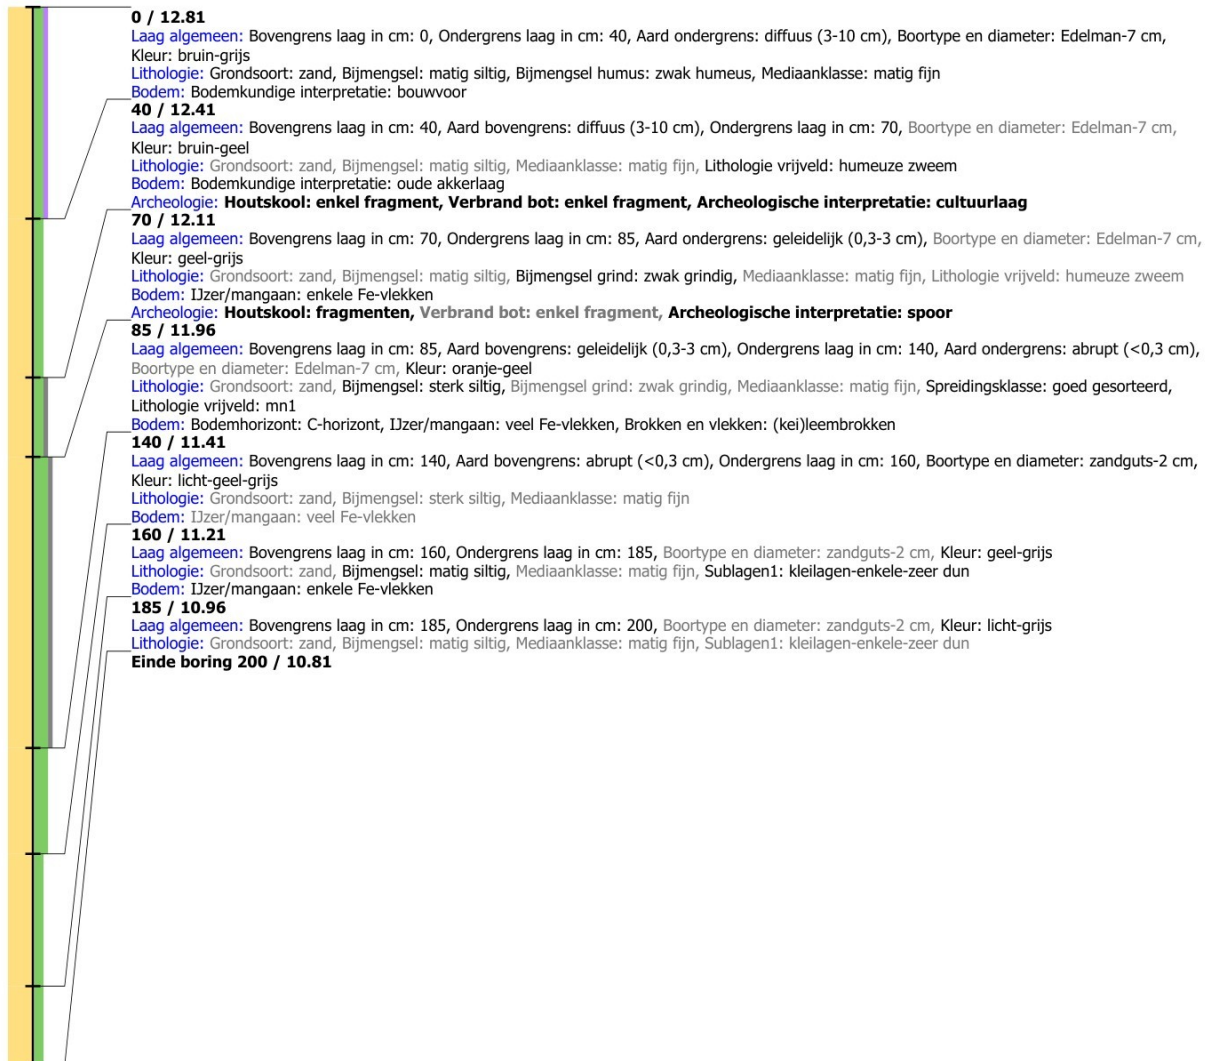 0 / 12.81
Laag algemeen: Bovengrens laag in cm: 0, Ondergrens laag in cm: 40, Aard ondergrens: diffuus (3-10 cm), Boortype en diameter: Edelman-7 cm,
Kleur: bruin-grijs
Lithologie: Grondsoort: zand, Bijmengsel: matig siltig, Bijmengsel humus: zwak humeus, Mediaanklasse: matig fijn
Bodem: Bodemkundige interpretatie: bouwvoor
40 / 12.41
Laag algemeen: Bovengrens laag in cm: 40, Aard bovengrens: diffuus (3-10 cm), Ondergrens laag in cm: 70, Boortype en diameter: Edelman-7 cm,
Kleur: bruin-geel
Lithologie: Grondsoort: zand, Bijmengsel: matig siltig, Mediaanklasse: matig fijn, Lithologie vrijveld: humeuze zweem
Bodem: Bodemkundige interpretatie: oude akkerlaag
Archeologie: Houtskool: enkel fragment, Verbrand bot: enkel fragment, Archeologische interpretatie: cultuurlaag
70 / 12.11
Laag algemeen: Bovengrens laag in cm: 70, Ondergrens laag in cm: 85, Aard ondergrens: geleidelijk (0,3-3 cm), Boortype en diameter: Edelman-7 cm,
Kleur: geel-grijs
Lithologie: Grondsoort: zand, Bijmengsel: matig siltig, Bijmengsel grind: zwak grindig, Mediaanklasse: matig fijn, Lithologie vrijveld: humeuze zweem
Bodem: IJzer/mangaan: enkele Fe-vlekken
Archeologie: Houtskool: fragmenten, Verbrand bot: enkel fragment, Archeologische interpretatie: spoor
85 / 11.96
Laag algemeen: Bovengrens laag in cm: 85, Aard bovengrens: geleidelijk (0,3-3 cm), Ondergrens laag in cm: 140, Aard ondergrens: abrupt (<0,3 cm),
Boortype en diameter: Edelman-7 cm, Kleur: oranje-geel
Lithologie: Grondsoort: zand, Bijmengsel: sterk siltig, Bijmengsel grind: zwak grindig, Mediaanklasse: matig fijn, Spreidingsklasse: goed gesorteerd,
Lithologie vrijveld: mn1
Bodem: Bodemhorizont: C-horizont, IJzer/mangaan: veel Fe-vlekken, Brokken en vlekken: (kei)leembrokken
140 / 11.41
Laag algemeen: Bovengrens laag in cm: 140, Aard bovengrens: abrupt (<0,3 cm), Ondergrens laag in cm: 160, Boortype en diameter: zandguts-2 cm,
Kleur: licht-geel-grijs
Lithologie: Grondsoort: zand, Bijmengsel: sterk siltig, Mediaanklasse: matig fijn
Bodem: IJzer/mangaan: veel Fe-vlekken
160 / 11.21
Laag algemeen: Bovengrens laag in cm: 160, Ondergrens laag in cm: 185, Boortype en diameter: zandguts-2 cm, Kleur: geel-grijs
Lithologie: Grondsoort: zand, Bijmengsel: matig siltig, Mediaanklasse: matig fijn, Sublagen1: kleilagen-enkele-zeer dun
Bodem: IJzer/mangaan: enkele Fe-vlekken
185 / 10.96
Laag algemeen: Bovengrens laag in cm: 185, Ondergrens laag in cm: 200, Boortype en diameter: zandguts-2 cm, Kleur: licht-grijs
Lithologie: Grondsoort: zand, Bijmengsel: matig siltig, Mediaanklasse: matig fijn, Sublagen1: kleilagen-enkele-zeer dun
Einde boring 200 / 10.81